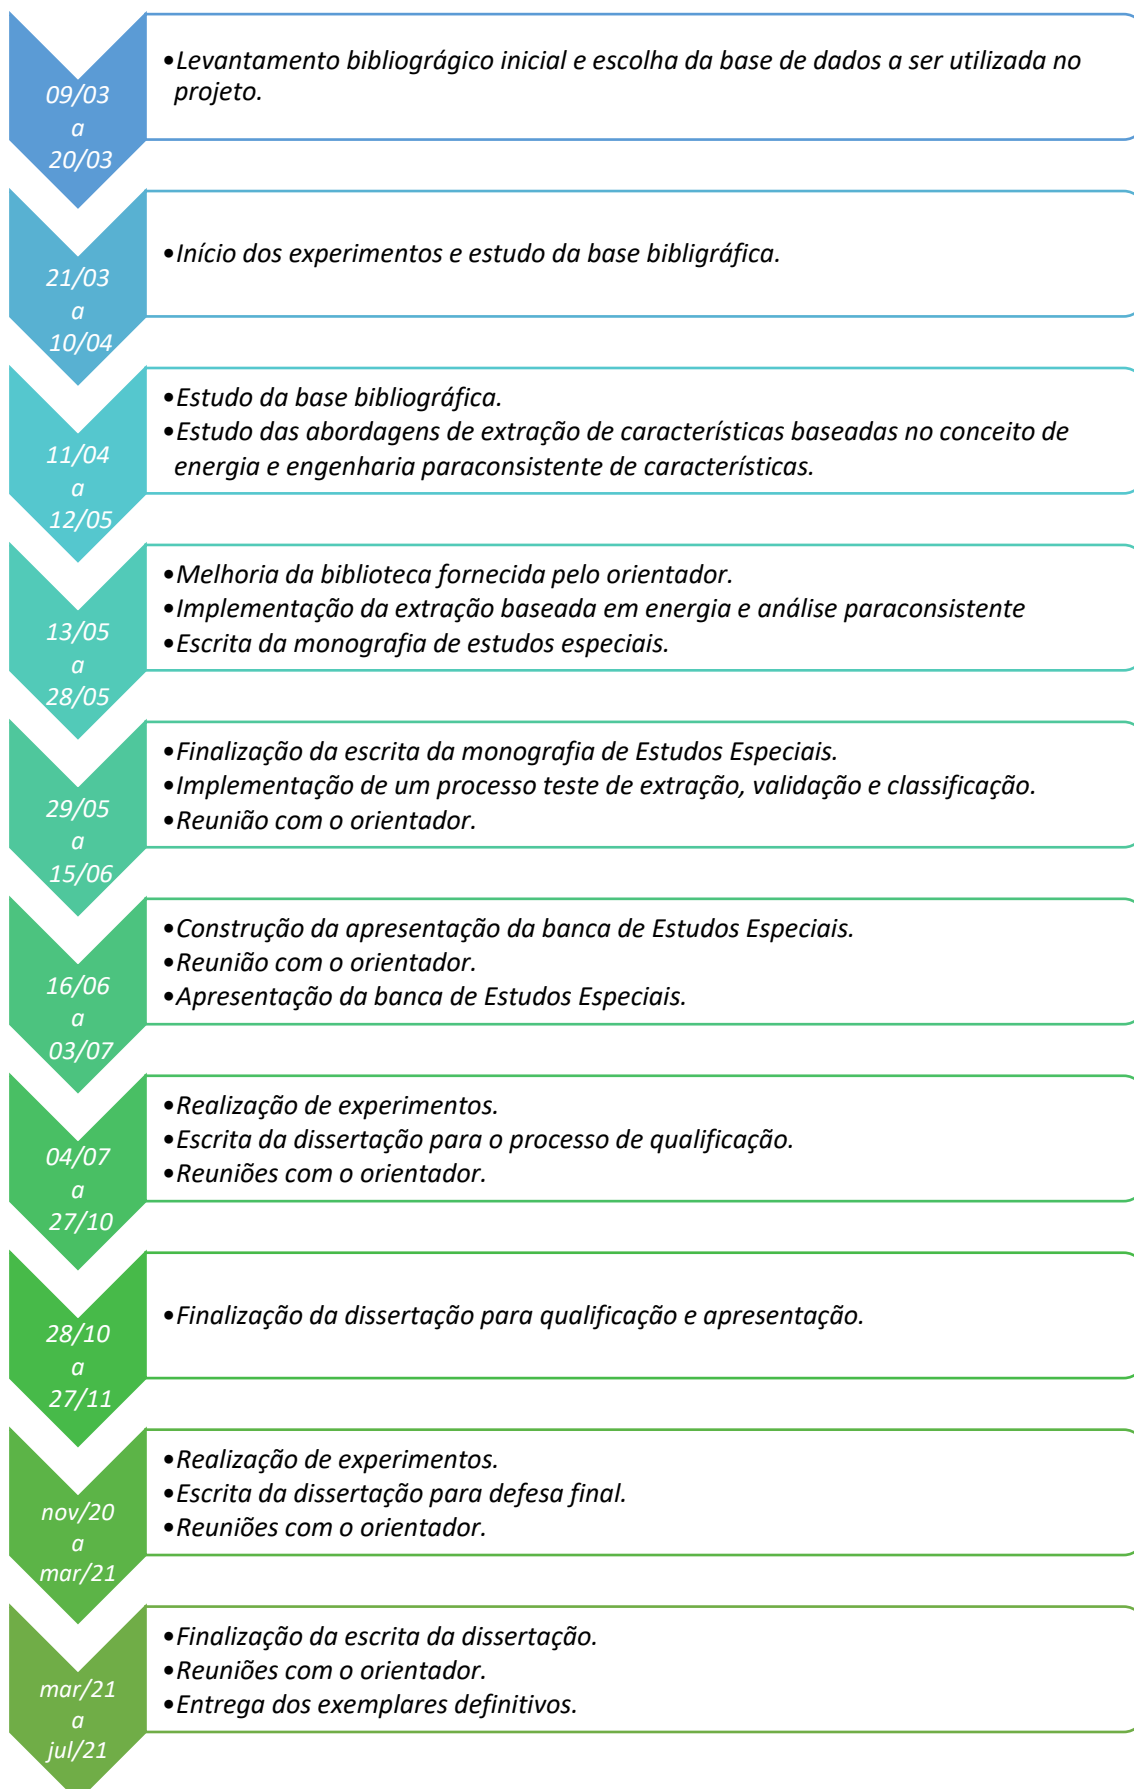 09/03
a
20/03
•Levantamento bibliográgico inicial e escolha da base de dados a ser utilizada no
projeto.
21/03
a
10/04
•Início dos experimentos e estudo da base bibligráfica.
11/04
a
12/05
•Estudo da base bibliográfica.
•Estudo das abordagens de extração de características baseadas no conceito de
energia e engenharia paraconsistente de características.
13/05
a
28/05
•Melhoria da biblioteca fornecida pelo orientador.
•Implementação da extração baseada em energia e análise paraconsistente
•Escrita da monografia de estudos especiais.
29/05
a
15/06
•Finalização da escrita da monografia de Estudos Especiais.
•Implementação de um processo teste de extração, validação e classificação.
•Reunião com o orientador.
16/06
a
03/07
•Construção da apresentação da banca de Estudos Especiais.
•Reunião com o orientador.
•Apresentação da banca de Estudos Especiais.
04/07
a
27/10
•Realização de experimentos.
•Escrita da dissertação para o processo de qualificação.
•Reuniões com o orientador.
28/10
a
27/11
•Finalização da dissertação para qualificação e apresentação.
nov/20
a
mar/21
•Realização de experimentos.
•Escrita da dissertação para defesa final.
•Reuniões com o orientador.
mar/21
a
jul/21
•Finalização da escrita da dissertação.
•Reuniões com o orientador.
•Entrega dos exemplares definitivos.